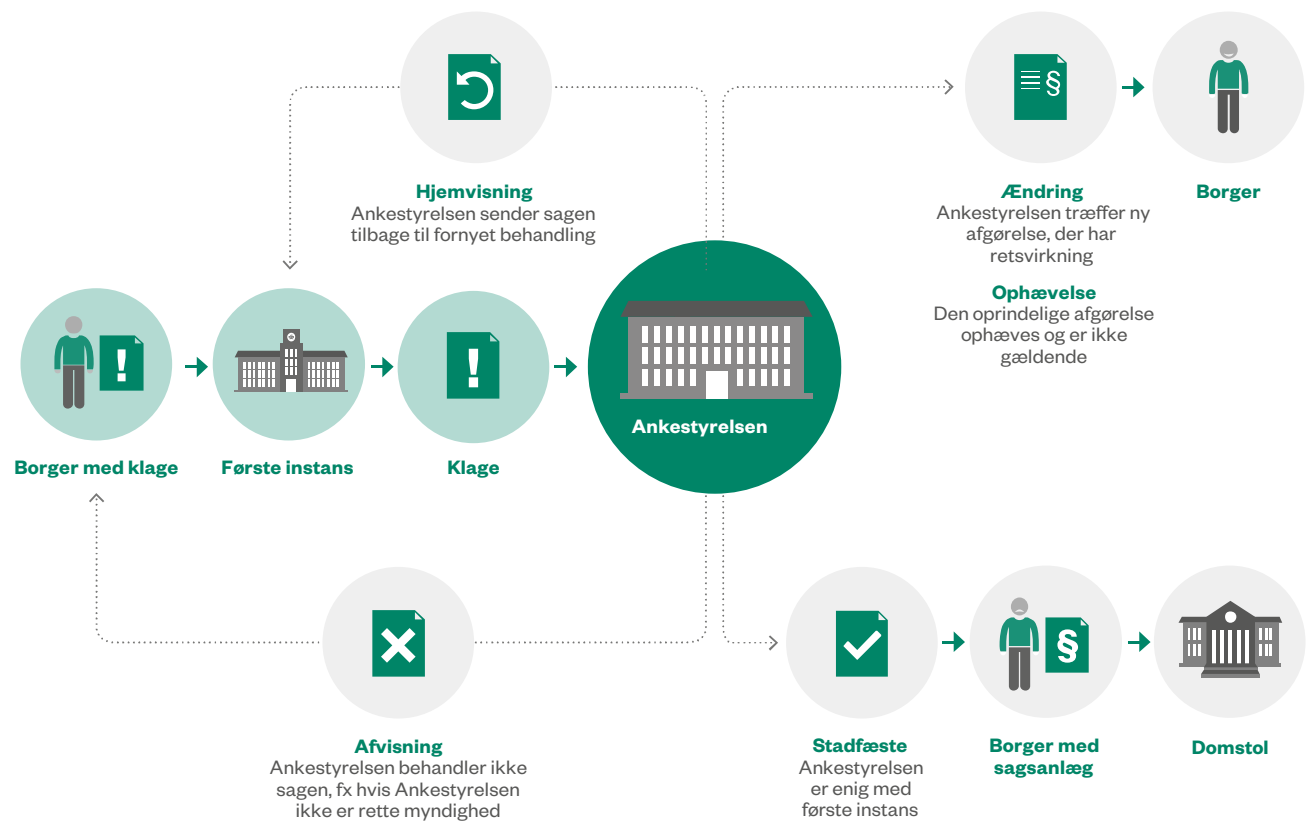 Hjemvisning
Ankestyrelsen sender sagen
tilbage til fornyet behandling
Ændring
Ankestyrelsen træffer ny
afgørelse, der har
retsvirkning
Ophævelse
Den oprindelige afgørelse
ophæves og er ikke
gældende
Borger
§
Borger med klage
!
Første instans
Klage
!
Ankestyrelsen
Afvisning
Ankestyrelsen behandler ikke
sagen, fx hvis Ankestyrelsen
ikke er rette myndighed
Stadfæste
Ankestyrelsen
er enig med
første instans
§
Borger med
sagsanlæg
Domstol